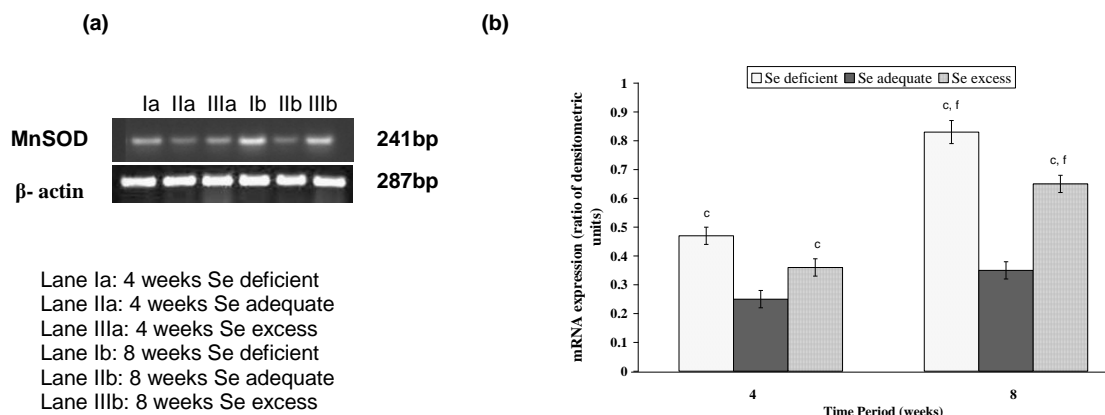 (a)
Ia IIa IIIa Ib IIb IIIb
MnSOD
241bp
β- actin
287bp
Lane Ia: 4 weeks Se deficient
Lane IIa: 4 weeks Se adequate
Lane IIIa: 4 weeks Se excess
Lane Ib: 8 weeks Se deficient
Lane IIb: 8 weeks Se adequate
Lane IIIb: 8 weeks Se excess
(b)
Se deficient Se adequate Se excess
mRNA expression (ratio of densitometric
units)
1
0.9
0.8
0.7
0.6
0.5
0.4
0.3
0.2
0.1
0
c
c
c, f
c, f
4 8
Time Period (weeks)